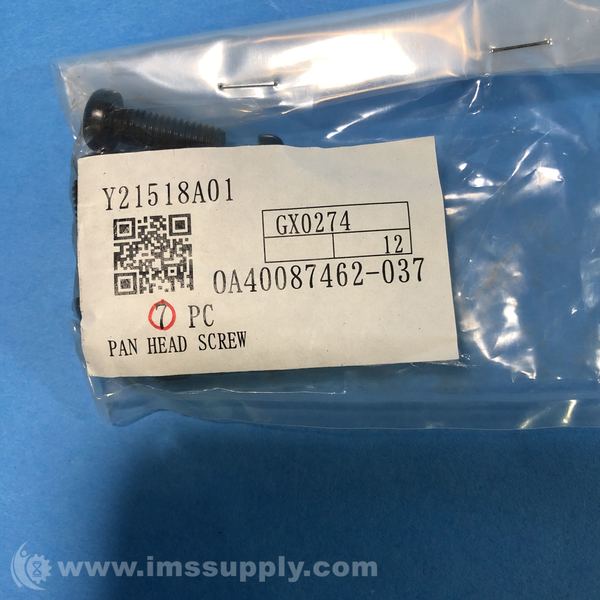 Y21518A01
GX0274
12
0A40087462-037
7 PC
PAN HEAD SCREW
www.imssupply.com